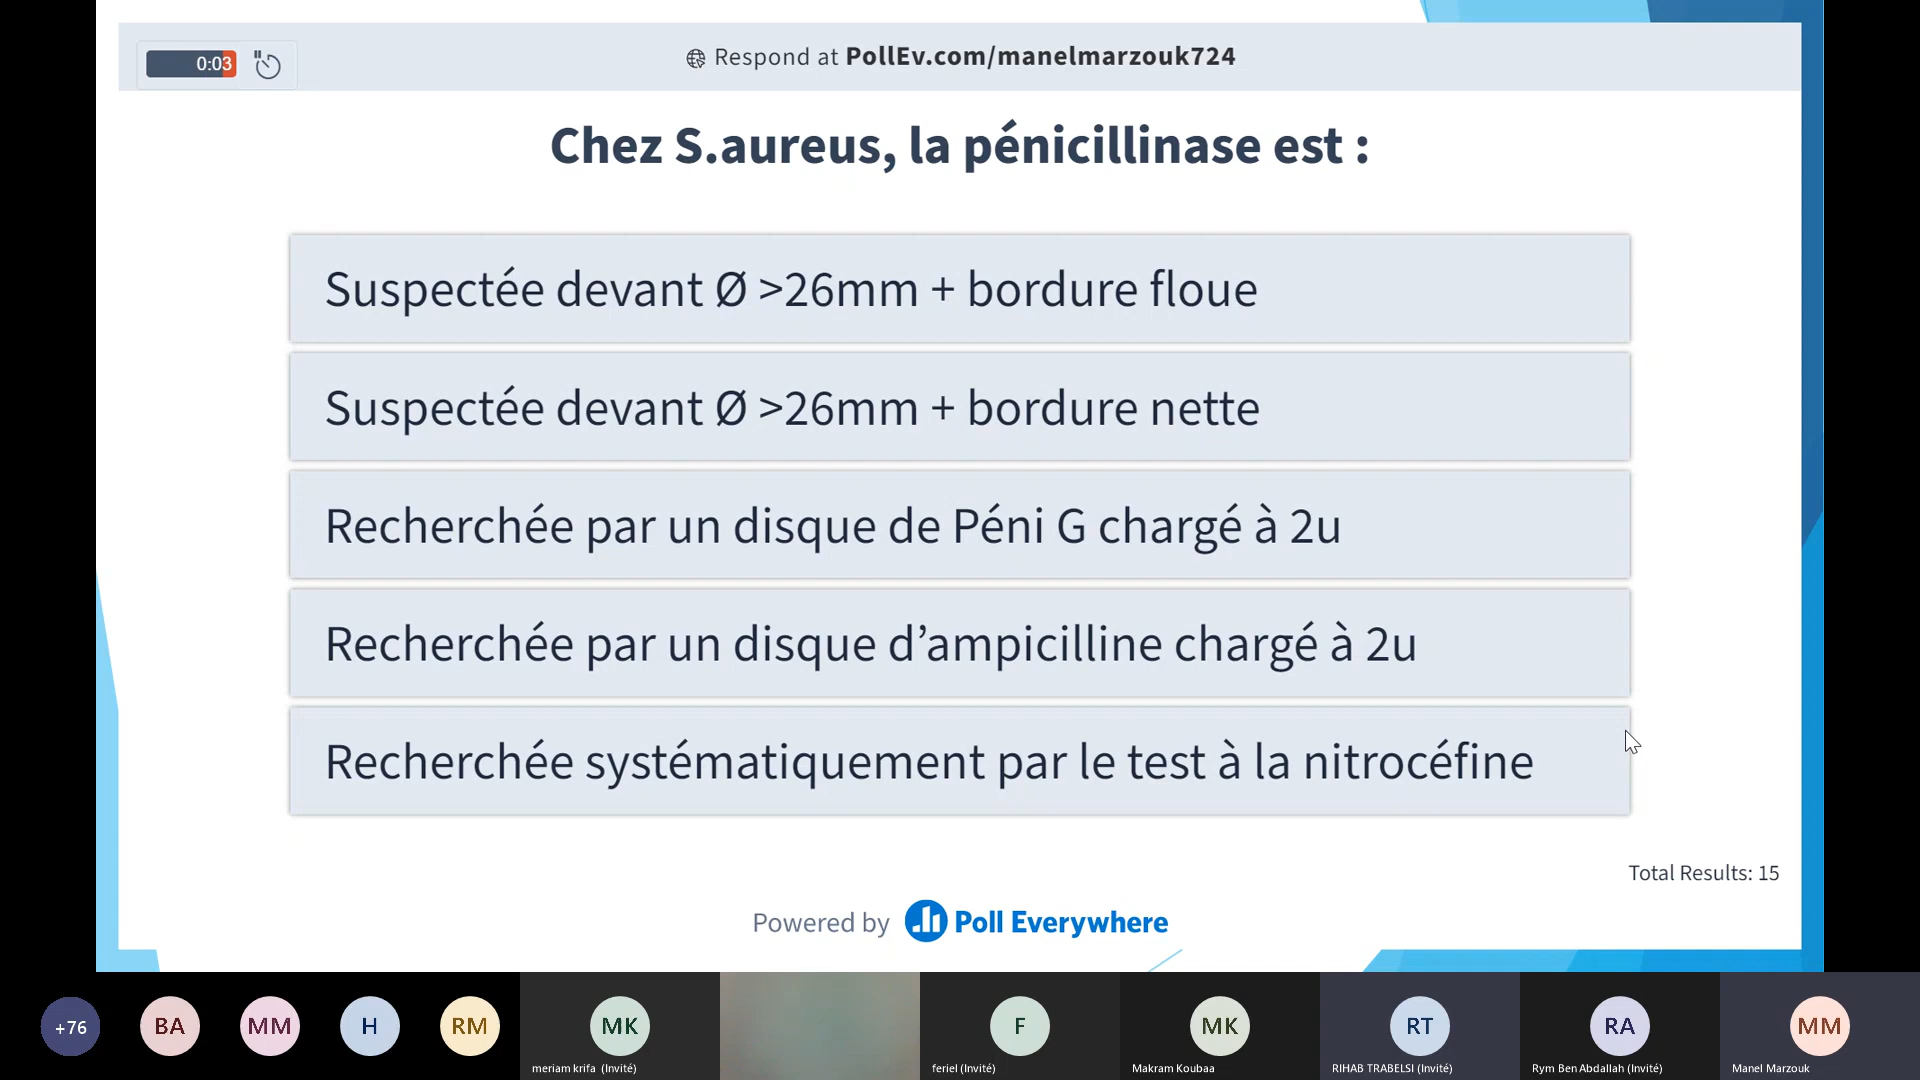 0:03
Respond at PollEv.com/manelmarzouk724
Chez S.aureus, la pénicillinase est :
Suspectée devant Ø >26mm + bordure floue
Suspectée devant Ø >26mm + bordure nette
Recherchée par un disque de Péni G chargé à 2u
Recherchée par un disque d’ampicilline chargé à 2u
Recherchée systématiquement par le test à la nitrocéfine
Total Results: 15
Powered by Poll Everywhere
+76 BA MM H RM MK F MK RT RA MM
meriam krifa (Invité) feriel (Invité) Makram Koubaa RIHAB TRABELSI (Invité) Rym Ben Abdallah (Invité) Manel Marzouk